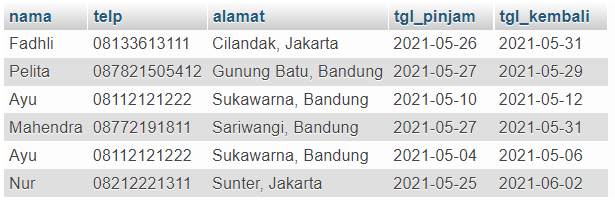 nama telp alamat tgl_pinjam tgl_kembali
Fadhli 08133613111 Cilandak, Jakarta 2021-05-26 2021-05-31
Pelita 087821505412 Gunung Batu, Bandung 2021-05-27 2021-05-29
Ayu 08112121222 Sukawarna, Bandung 2021-05-10 2021-05-12
Mahendra 08772191811 Sariwangi, Bandung 2021-05-27 2021-05-31
Ayu 08112121222 Sukawarna, Bandung 2021-05-04 2021-05-06
Nur 08212221311 Sunter, Jakarta 2021-05-25 2021-06-02